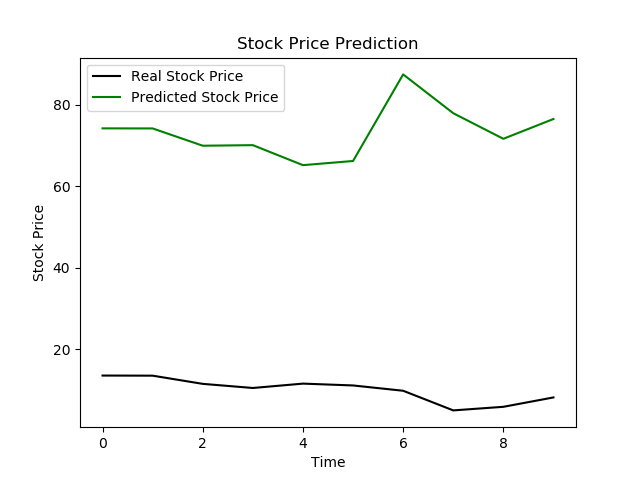 Stock Price Prediction
Real Stock Price
Predicted Stock Price
80
60
40
20
Stock Price
0 2 4 6 8
Time